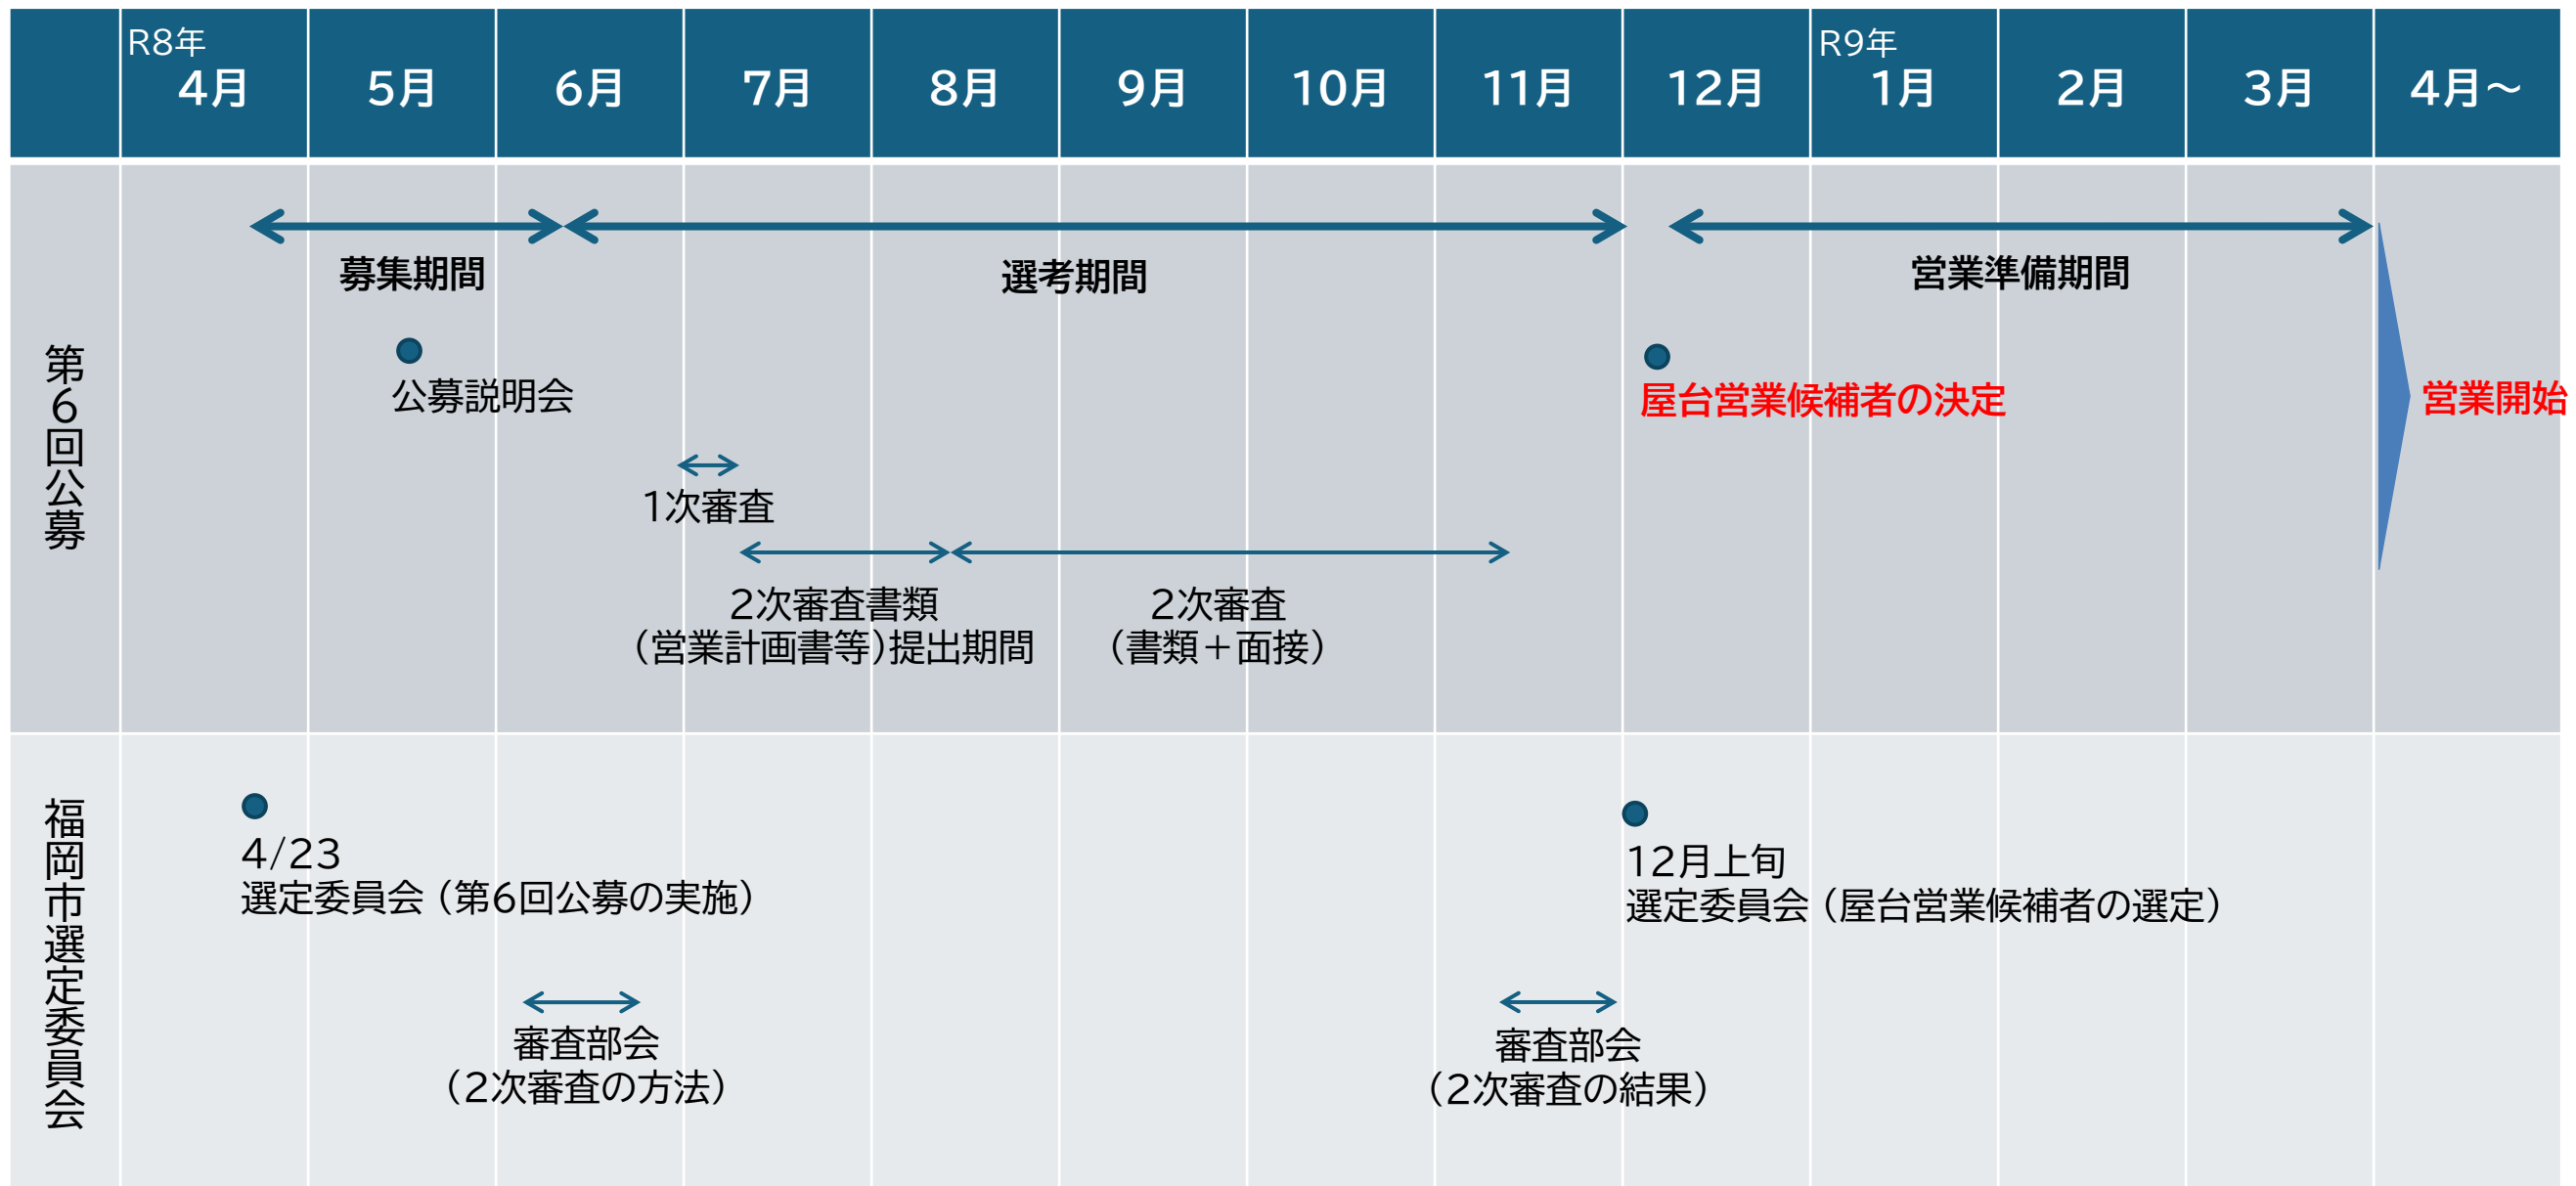 R8年
4月
5月
6月
7月
8月
9月
10月
11月
12月
R9年
1月
2月
3月
4月～
第6回公募
募集期間
選考期間
営業準備期間
公募説明会
屋台営業候補者の決定
営業開始
1次審査
2次審査書類
（営業計画書等）提出期間
2次審査
（書類＋面接）
福岡市選定委員会
4/23
選定委員会（第6回公募の実施）
12月上旬
選定委員会（屋台営業候補者の選定）
審査部会
（2次審査の方法）
審査部会
（2次審査の結果）